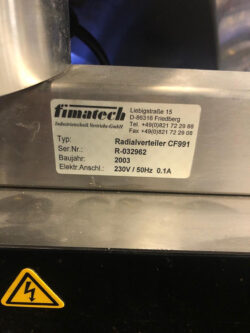 fimatech
Industrietechnik Vertriebs-GmbH
Liebigstraße 15
D-86316 Friedberg
Tel +49(0)821 72 29 88
Fax +49(0)821 72 29 08
Typ: Radialverteiler CF991
Ser.Nr.: R-032962
Baujahr: 2003
Elektr.Anschl.: 230V / 50Hz 0.1A